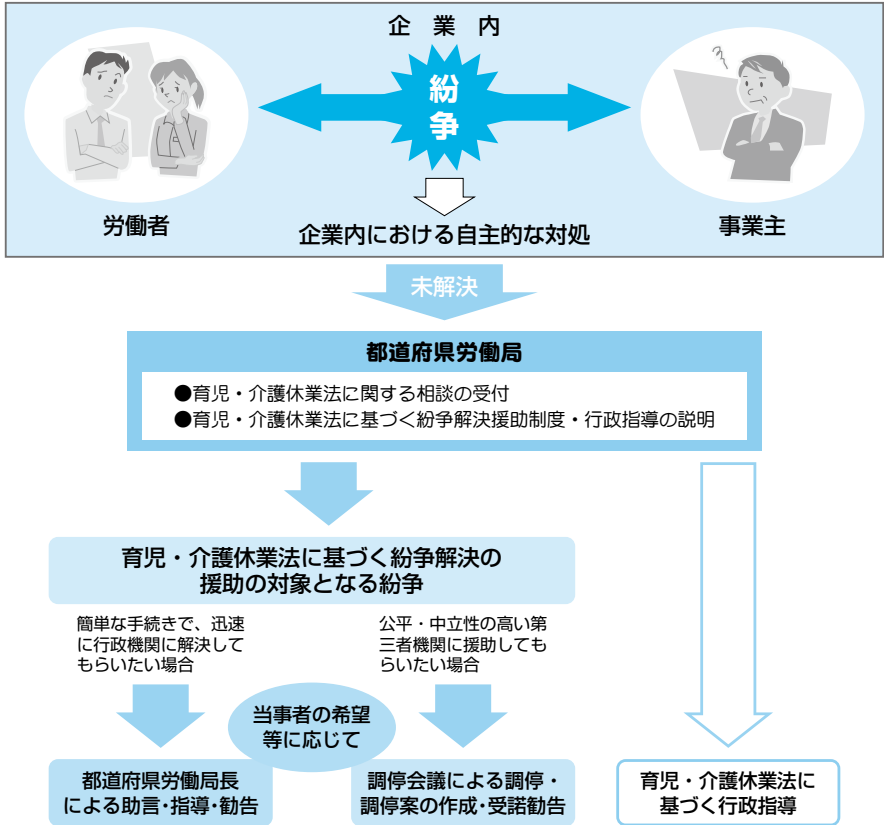 企業内
紛
争
労働者
事業主
企業内における自主的な対処
未解決
都道府県労働局
●育児・介護休業法に関する相談の受付
●育児・介護休業法に基づく紛争解決援助制度・行政指導の説明
育児・介護休業法に基づく紛争解決の
援助の対象となる紛争
簡単な手続きで、迅速
に行政機関に解決して
もらいたい場合
公平・中立性の高い第
三者機関に援助しても
らいたい場合
当事者の希望
等に応じて
都道府県労働局長
による助言・指導・勧告
調停会議による調停・
調停案の作成・受諾勧告
育児・介護休業法に
基づく行政指導